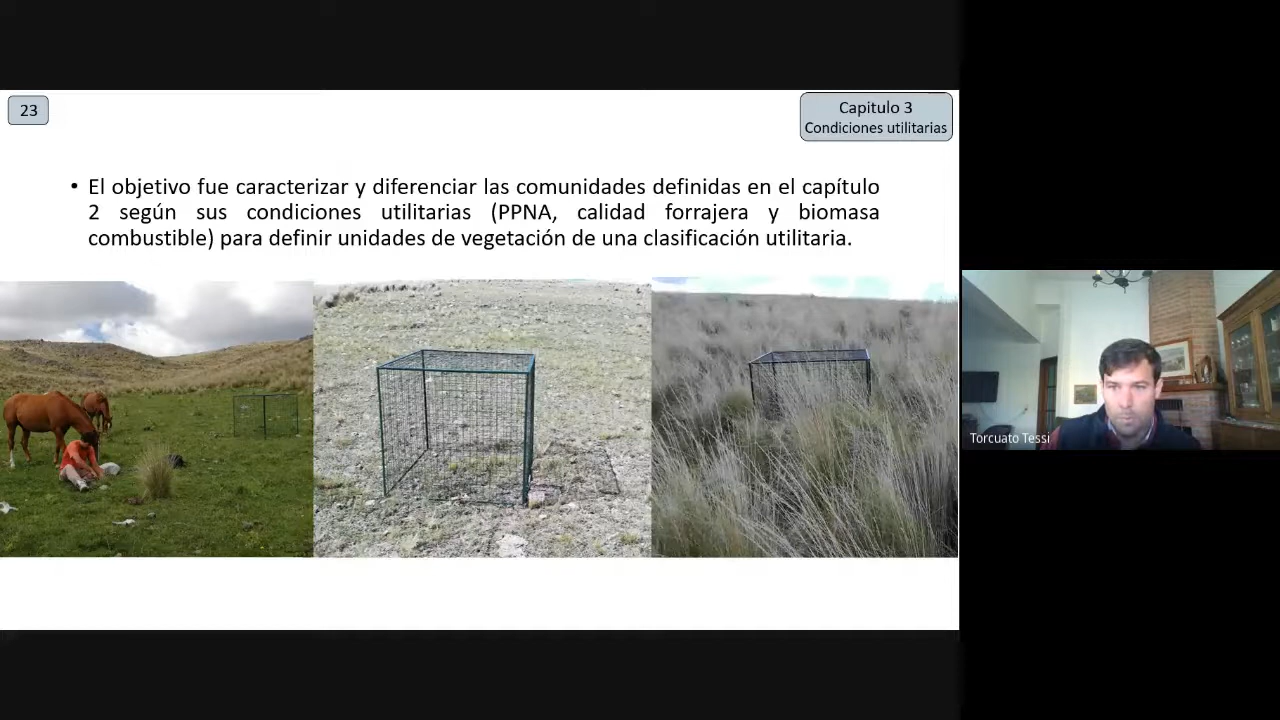 23
Capitulo 3
Condiciones utilitarias
• El objetivo fue caracterizar y diferenciar las comunidades definidas en el capítulo
2 según sus condiciones utilitarias (PPNA, calidad forrajera y biomasa
combustible) para definir unidades de vegetación de una clasificación utilitaria.
Torcuato Tessi